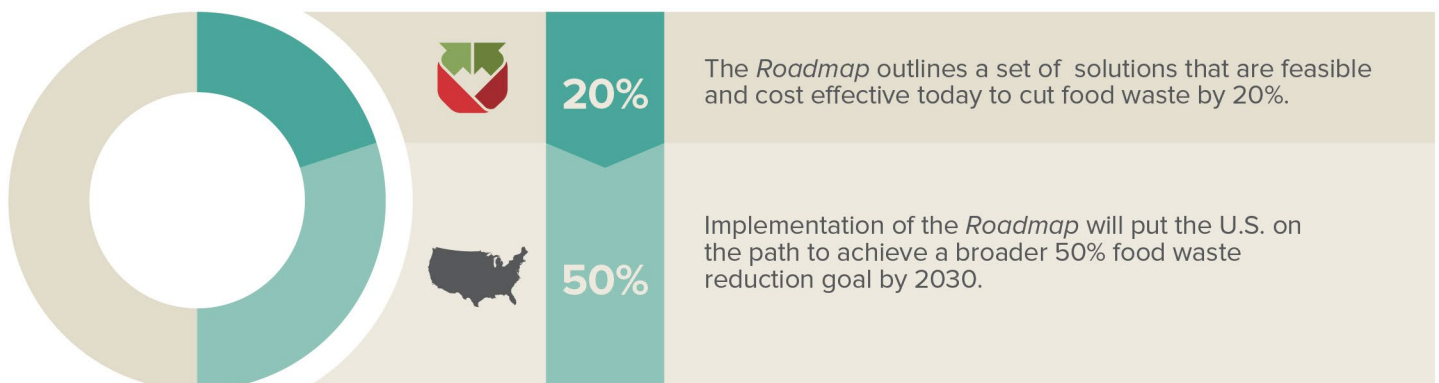 20%
The Roadmap outlines a set of solutions that are feasible
and cost effective today to cut food waste by 20%.
50%
Implementation of the Roadmap will put the U.S. on
the path to achieve a broader 50% food waste
reduction goal by 2030.